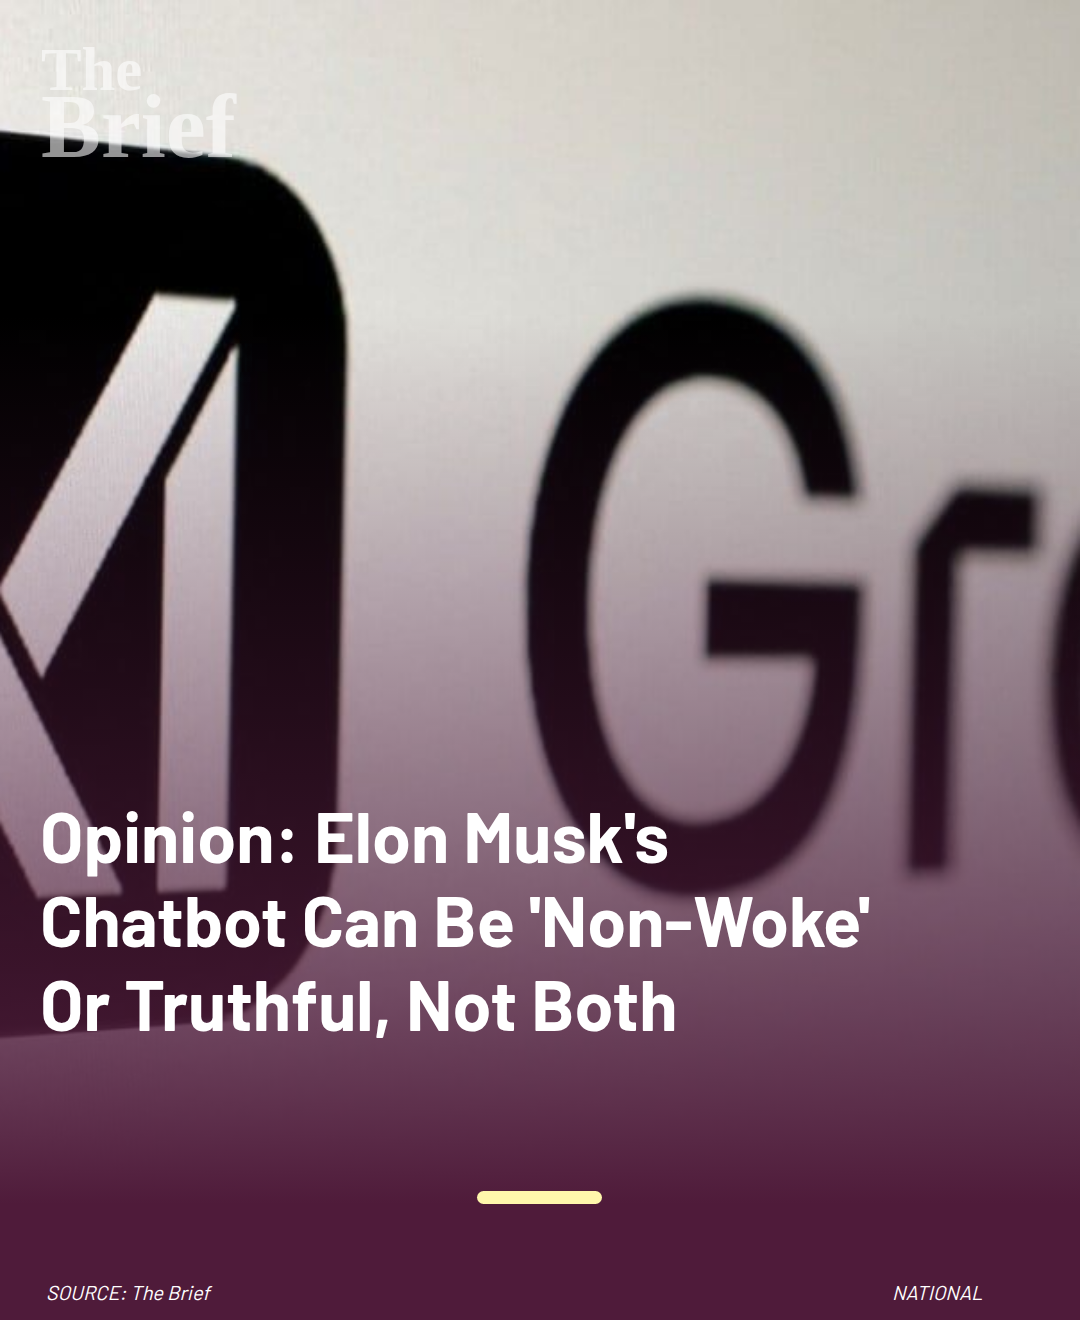 The
Brief
Gr
Opinion: Elon Musk's
Chatbot Can Be 'Non-Woke'
Or Truthful, Not Both
SOURCE: The Brief
NATIONAL